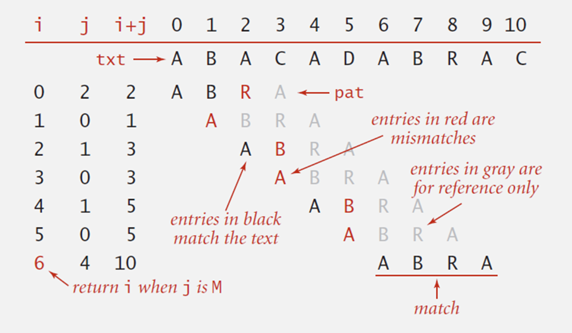 i j i+j 0 1 2 3 4 5 6 7 8 9 10
txt A B A C A D A B R A C
0 2 2 A B R A pat
1 0 1 A B R A
entries in red are
mismatches
2 1 3 A B R A
3 0 3 A B R A
entries in gray are
for reference only
4 1 5 A B R A
entries in black
match the text
5 0 5 A B R A
6 4 10 A B R A
return i when j is M
match